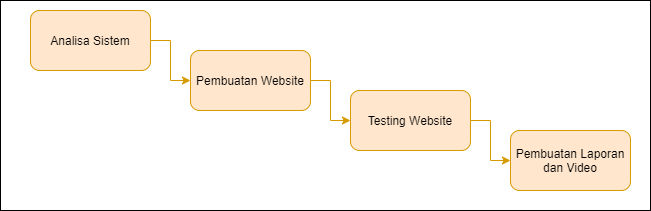 Analisa Sistem
Pembuatan Website
Testing Website
Pembuatan Laporan
dan Video